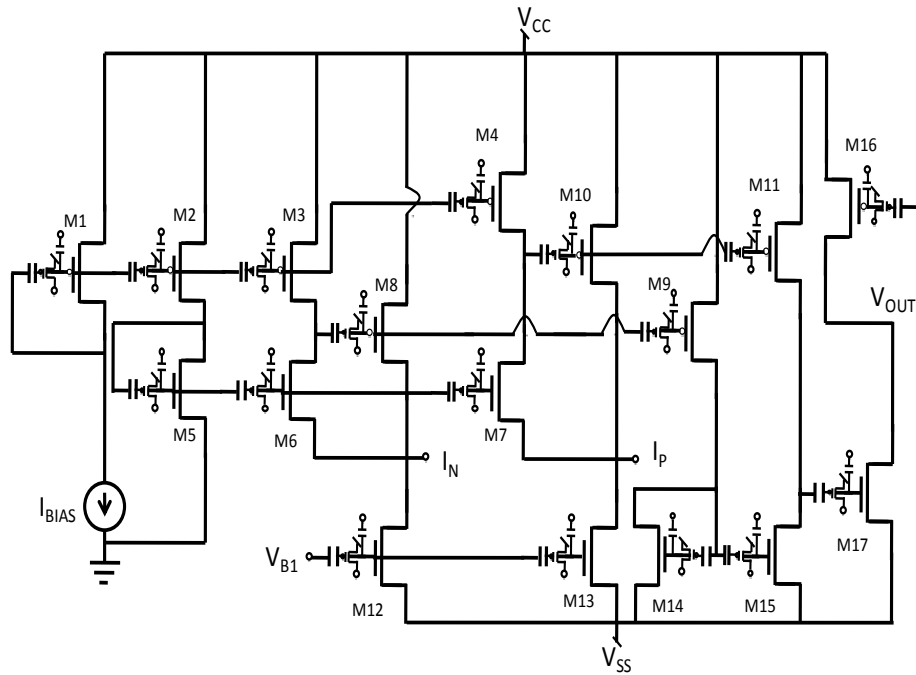 V_CC
M4
M16
M1
M2
M3
M10
M11
M8
M9
V_OUT
M5
M6
M7
I_N
I_P
I_BIAS
V_B1
M17
M12
M13
M14
M15
V_SS